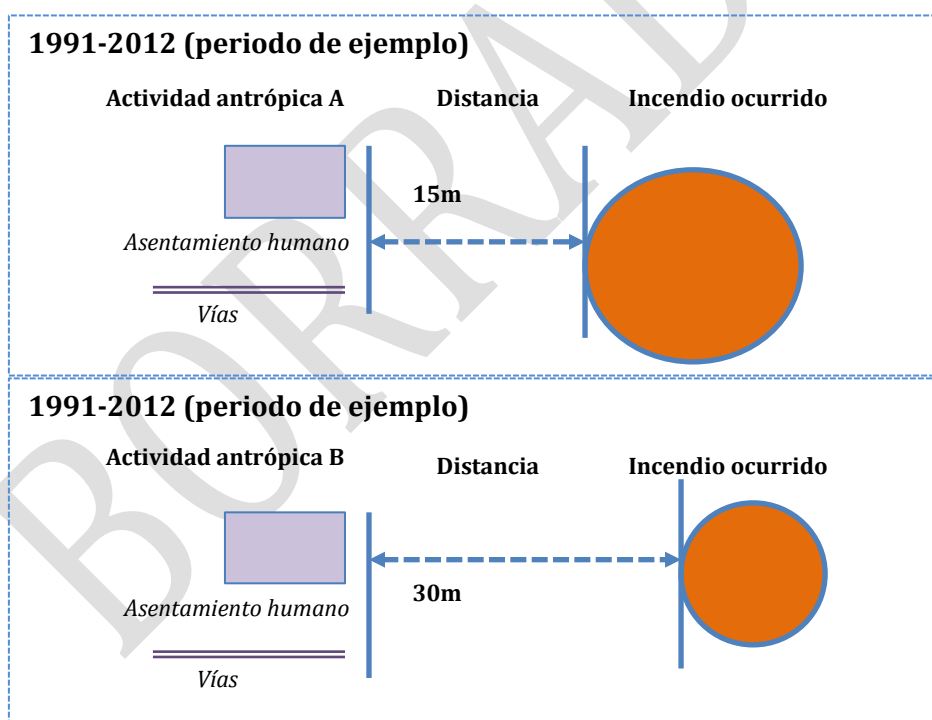 1991-2012 (periodo de ejemplo)
Actividad antrópica A Distancia Incendio ocurrido
15m
Asentamiento humano
Vías
1991-2012 (periodo de ejemplo)
Actividad antrópica B Distancia Incendio ocurrido
30m
Asentamiento humano
Vías
BORRAD